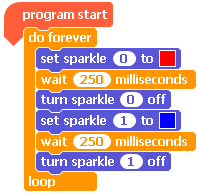 program start
do forever
set sparkle 0 to
wait 250 milliseconds
turn sparkle 0 off
set sparkle 1 to
wait 250 milliseconds
turn sparkle 1 off
loop